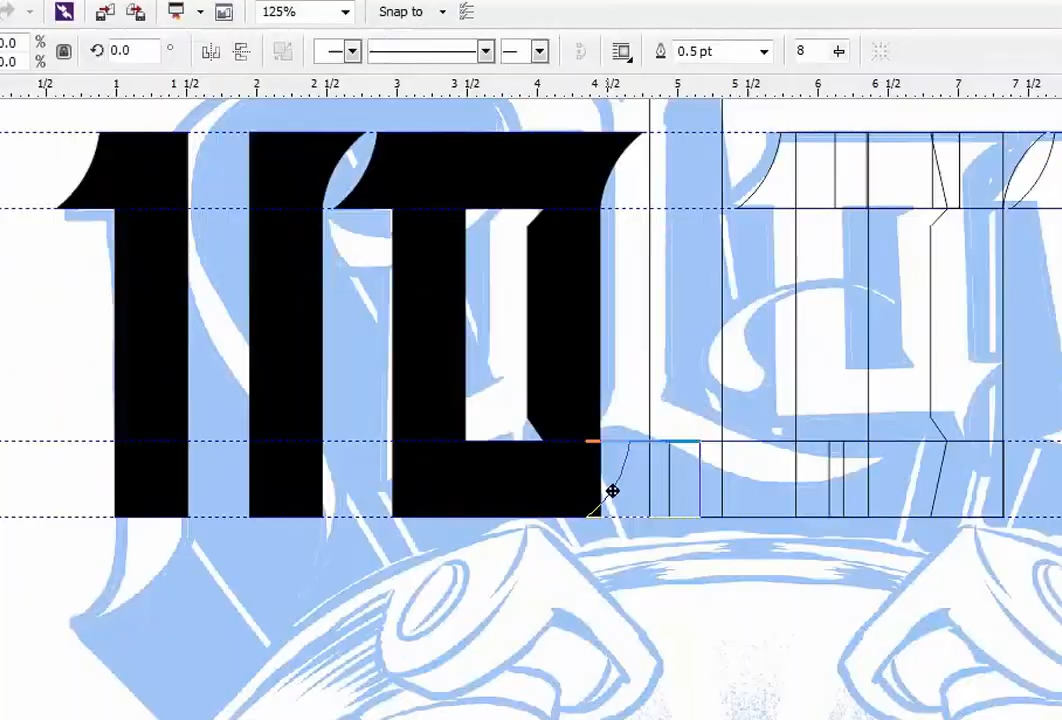 125% Snap to
0.0 % 0.0 ° 0.5 pt 8
0.0 %
1/2 1 1 1/2 2 2 1/2 3 3 1/2 4 4 1/2 5 5 1/2 6 6 1/2 7 7 1/2